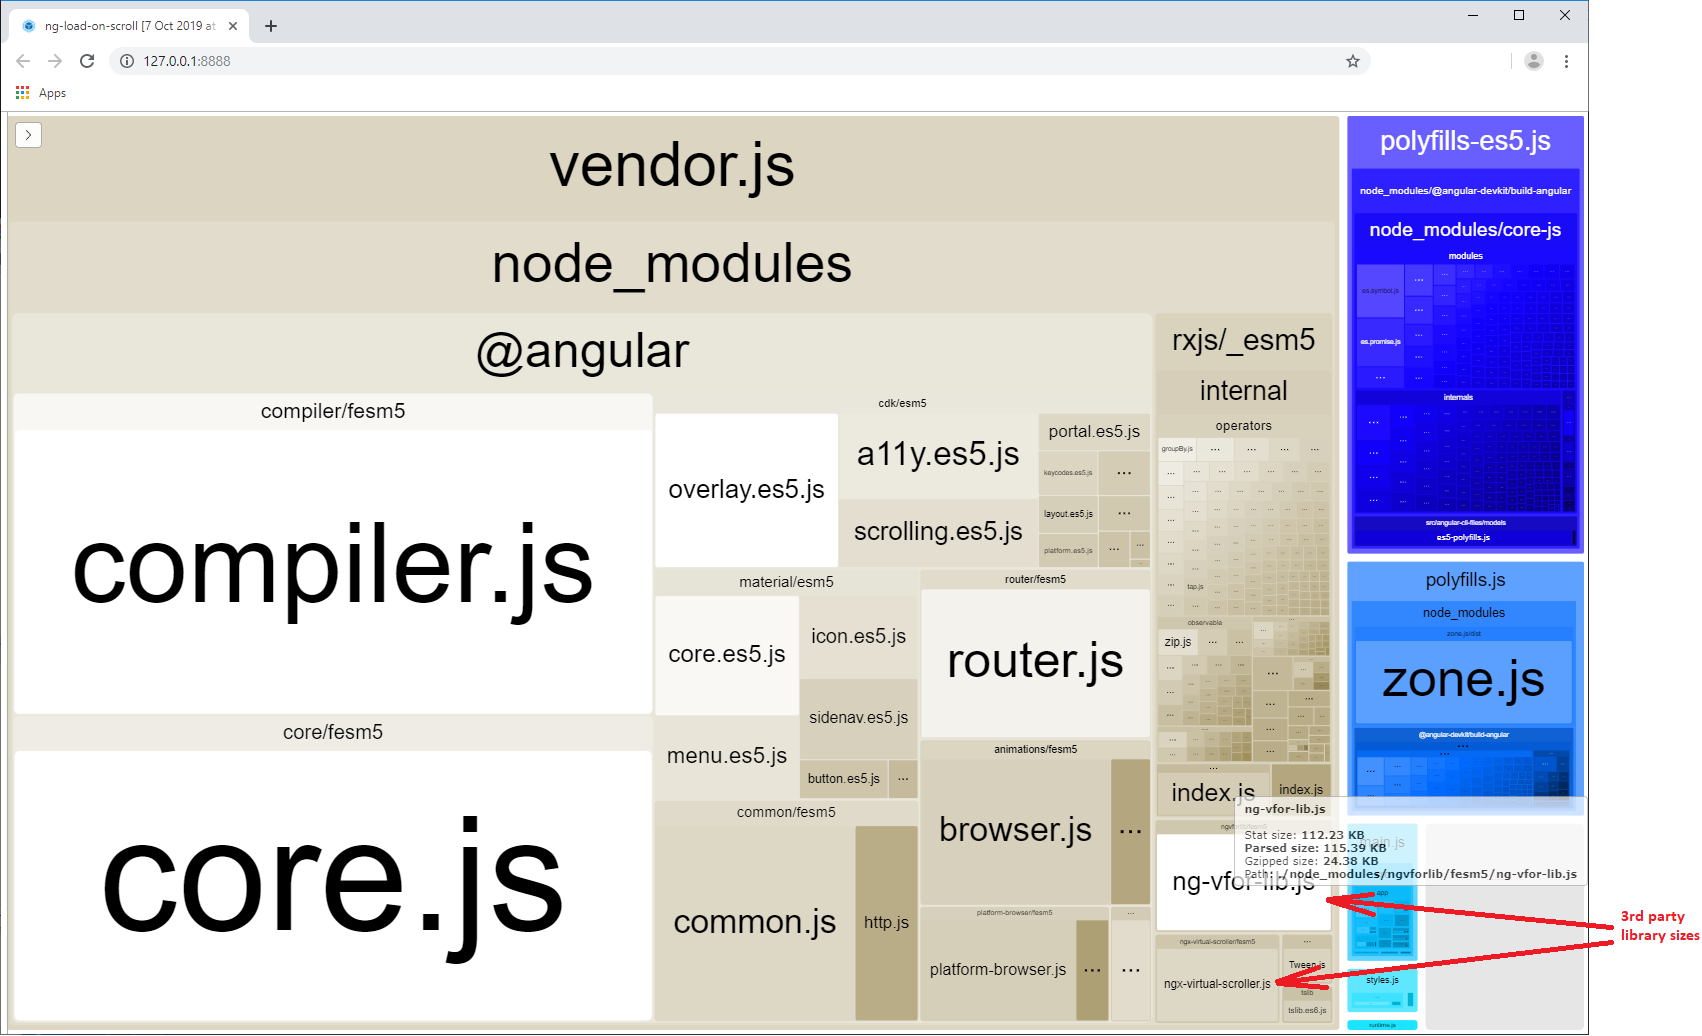 ng-load-on-scroll [7 Oct 2019 at
127.0.0.1:8888
Apps
vendor.js
node_modules
@angular
compiler/fesm5
compiler.js
core/fesm5
core.js
cdk/esm5
overlay.es5.js
a11y.es5.js
scrolling.es5.js
portal.es5.js
keycodes.es5.js
...
layout.es5.js
...
platform.es5.js
...
...
material/esm5
core.es5.js
icon.es5.js
sidenav.es5.js
menu.es5.js
button.es5.js
...
common/fesm5
common.js
http.js
router/fesm5
router.js
animations/fesm5
browser.js
...
platform-browser/fesm5
platform-browser.js
...
...
...
rxjs/_esm5
internal
operators
groupBy.js
tap.js
observable
zip.js
...
index.js
index.js
ng-vfor-lib.js
ngx-virtual-scroller/fesm5
ngx-virtual-scroller.js
...
Tween.js
tslib
tslib.es6.js
ng-vfor-lib.js
Stat size: 112.23 KB
Parsed size: 115.39 KB
Gzipped size: 24.38 KB
Path: ./node_modules/ngvforlib/fesm5/ng-vfor-lib.js
polyfills-es5.js
node_modules/@angular-devkit/build-angular
node_modules/core-js
modules
es.symbol.js
es.promise.js
internals
src/angular-cli-files/models
es5-polyfills.js
polyfills.js
node_modules
zone.js/dist
zone.js
@angular-devkit/build-angular
...
main.js
app
styles.js
runtime.js
3rd party
library sizes